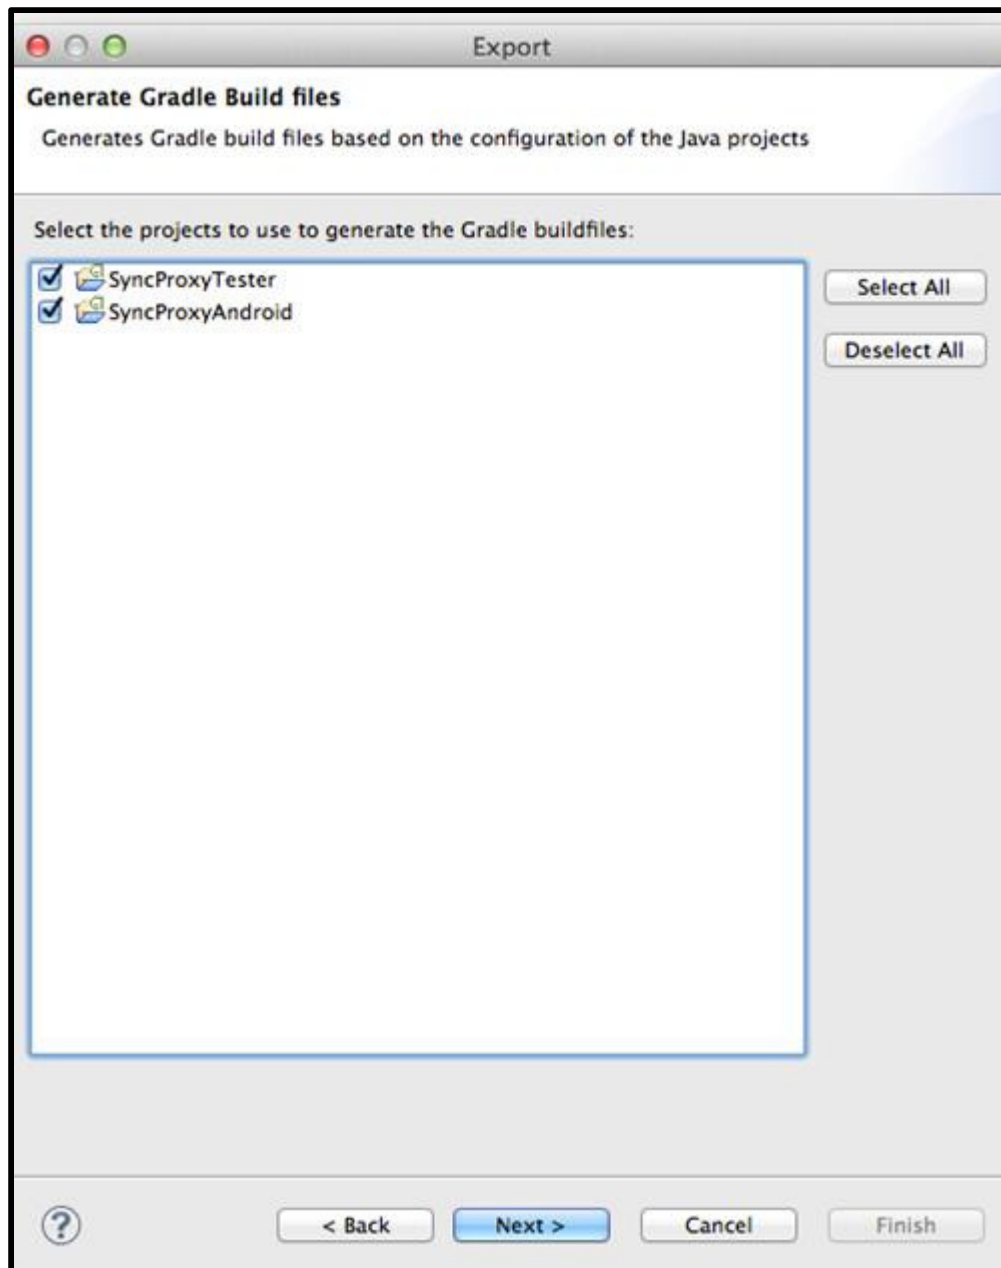 Export
Generate Gradle Build files
Generates Gradle build files based on the configuration of the Java projects
Select the projects to use to generate the Gradle buildfiles:
SyncProxyTester
SyncProxyAndroid
Select All
Deselect All
?
< Back
Next >
Cancel
Finish